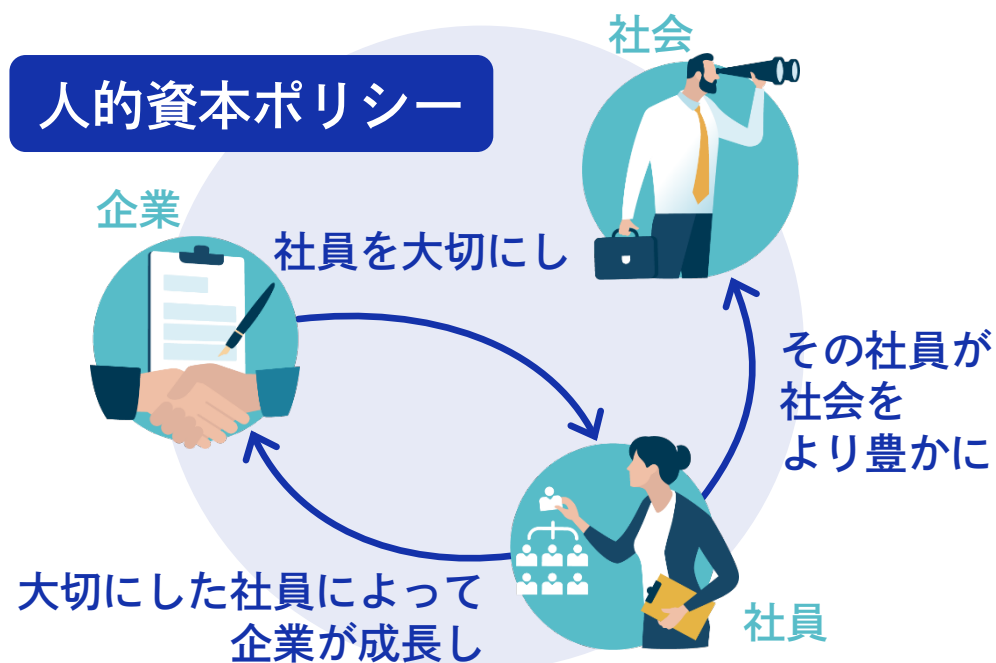 人的資本ポリシー
社会
企業
社員を大切にし
その社員が
社会を
より豊かに
大切にした社員によって
企業が成長し
社員